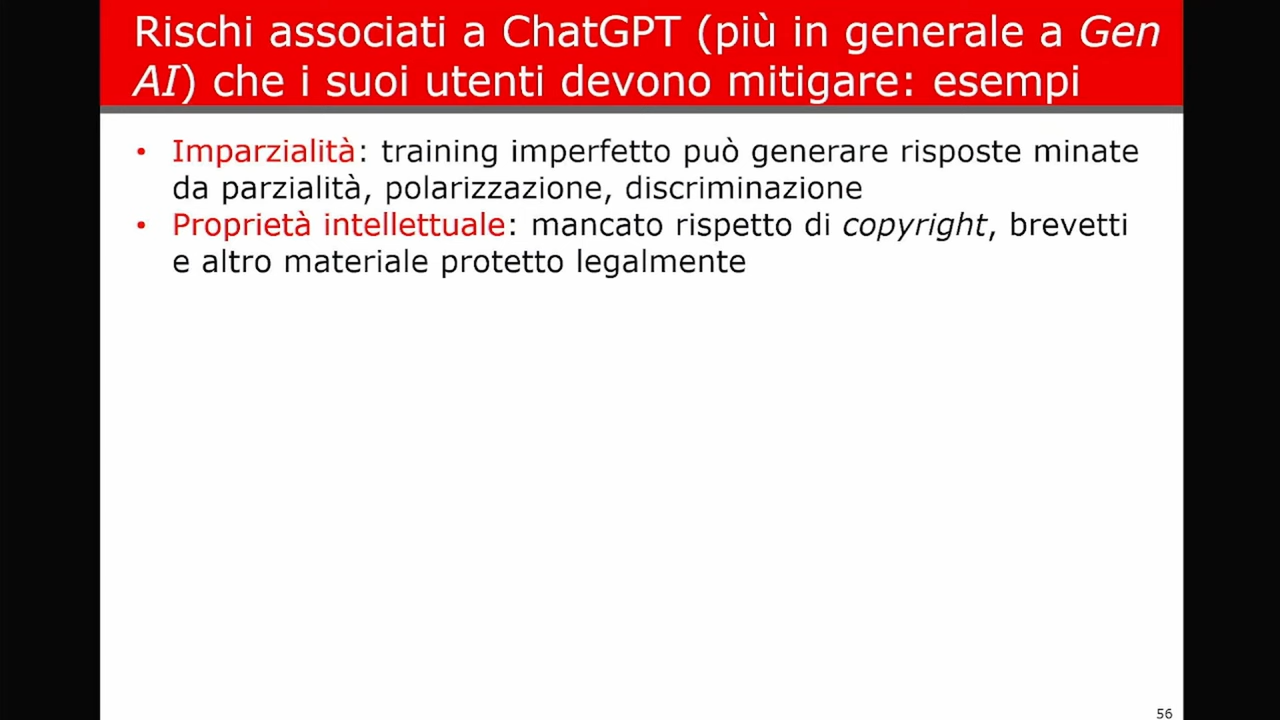 Rischi associati a ChatGPT (più in generale a Gen
AI) che i suoi utenti devono mitigare: esempi
• Imparzialità: training imperfetto può generare risposte minate
da parzialità, polarizzazione, discriminazione
• Proprietà intellettuale: mancato rispetto di copyright, brevetti
e altro materiale protetto legalmente
56